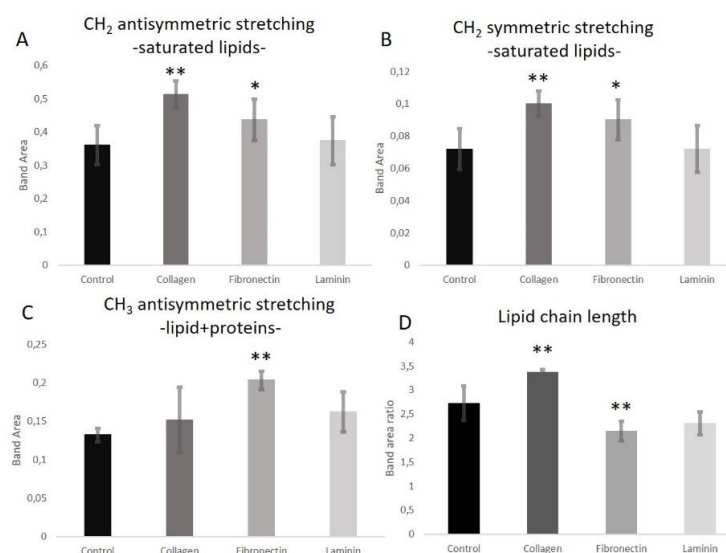 A
CH₂ antisymmetric stretching
-saturated lipids-
Band Area
0,6
0,5
0,4
0,3
0,2
0,1
0
**
*
Control Collagen Fibronectin Laminin
B
CH₂ symmetric stretching
-saturated lipids-
Band Area
0,12
0,1
0,08
0,06
0,04
0,02
0
**
*
Control Collagen Fibronectin Laminin
C
CH₃ antisymmetric stretching
-lipid+proteins-
Band Area
0,25
0,2
0,15
0,1
0,05
0
**
Control Collagen Fibronectin Laminin
D
Lipid chain length
Band area ratio
4
3,5
3
2,5
2
1,5
1
0,5
0
**
**
Control Collagen Fibronectin Laminin